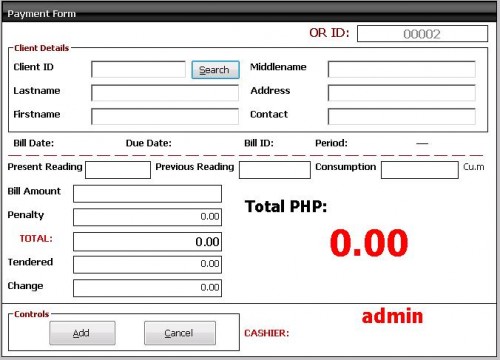 Payment Form
OR ID: 00002
Client Details
Client ID Search Middlename
Lastname Address
Firstname Contact
Bill Date: Due Date: Bill ID: Period: —
Present Reading Previous Reading Consumption Cu.m
Bill Amount
Penalty 0.00
Total PHP:
TOTAL: 0.00
0.00
Tendered 0.00
Change 0.00
admin
Controls
Add Cancel CASHIER: